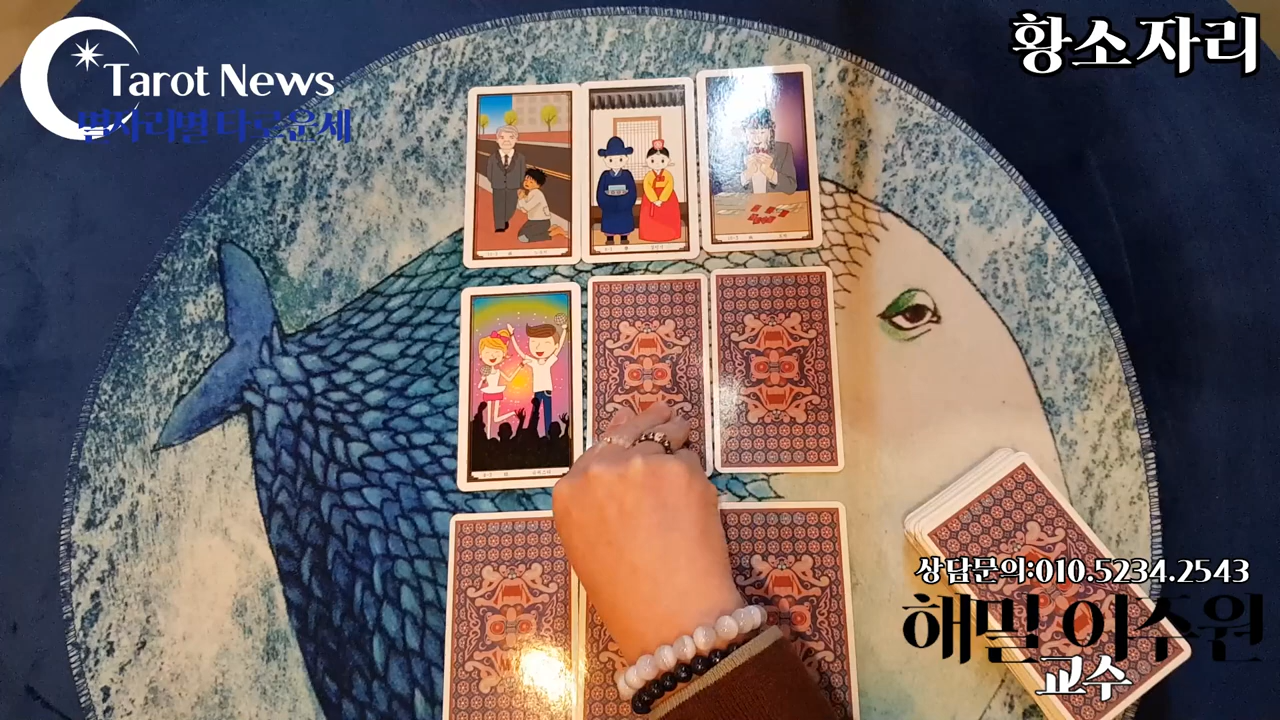 Tarot News
별자리별 타로운세
황소자리
상담문의:010.5234.2543
해밀 이수원
교수